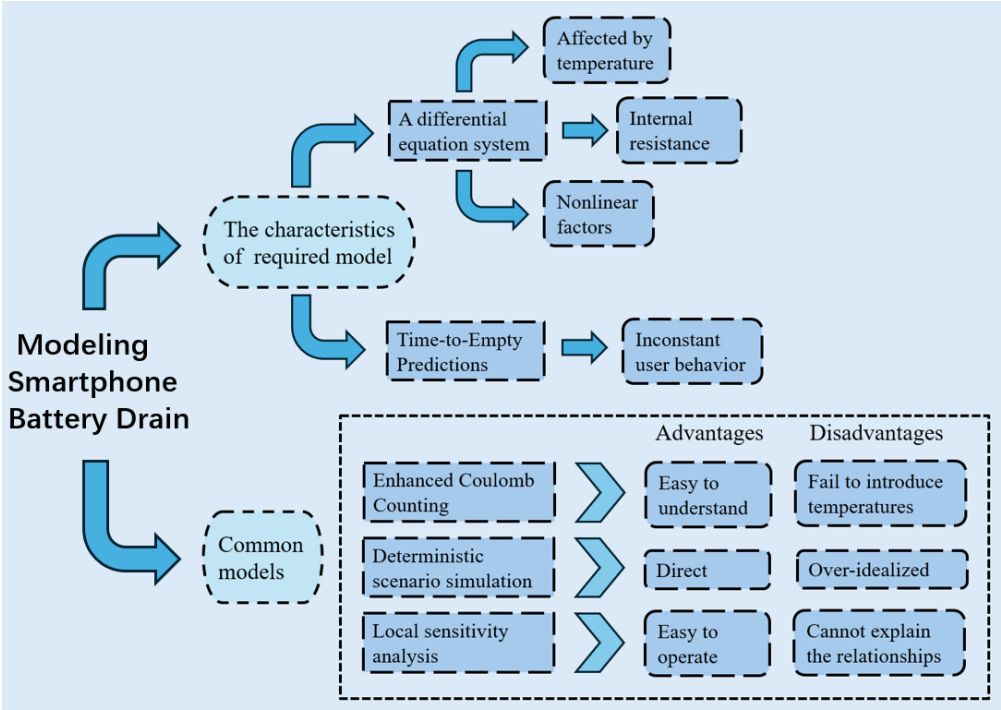 Affected by
temperature
A differential
equation system
Internal
resistance
Nonlinear
factors
The characteristics
of required model
Time-to-Empty
Predictions
Inconstant
user behavior
Modeling
Smartphone
Battery Drain
Common
models
Advantages
Disadvantages
Enhanced Coulomb
Counting
Easy to
understand
Fail to introduce
temperatures
Deterministic
scenario simulation
Direct
Over-idealized
Local sensitivity
analysis
Easy to
operate
Cannot explain
the relationships